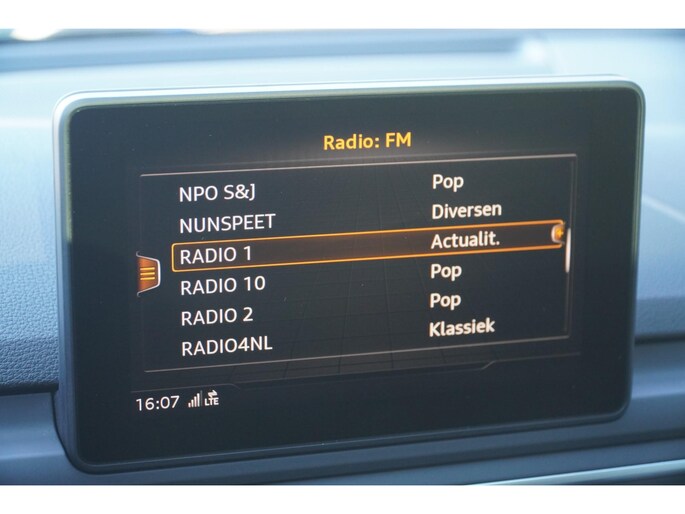 Radio: FM
NPO S&J Pop
NUNSPEET Diversen
RADIO 1 Actualit.
RADIO 10 Pop
RADIO 2 Pop
RADIO4NL Klassiek
16:07 LTE